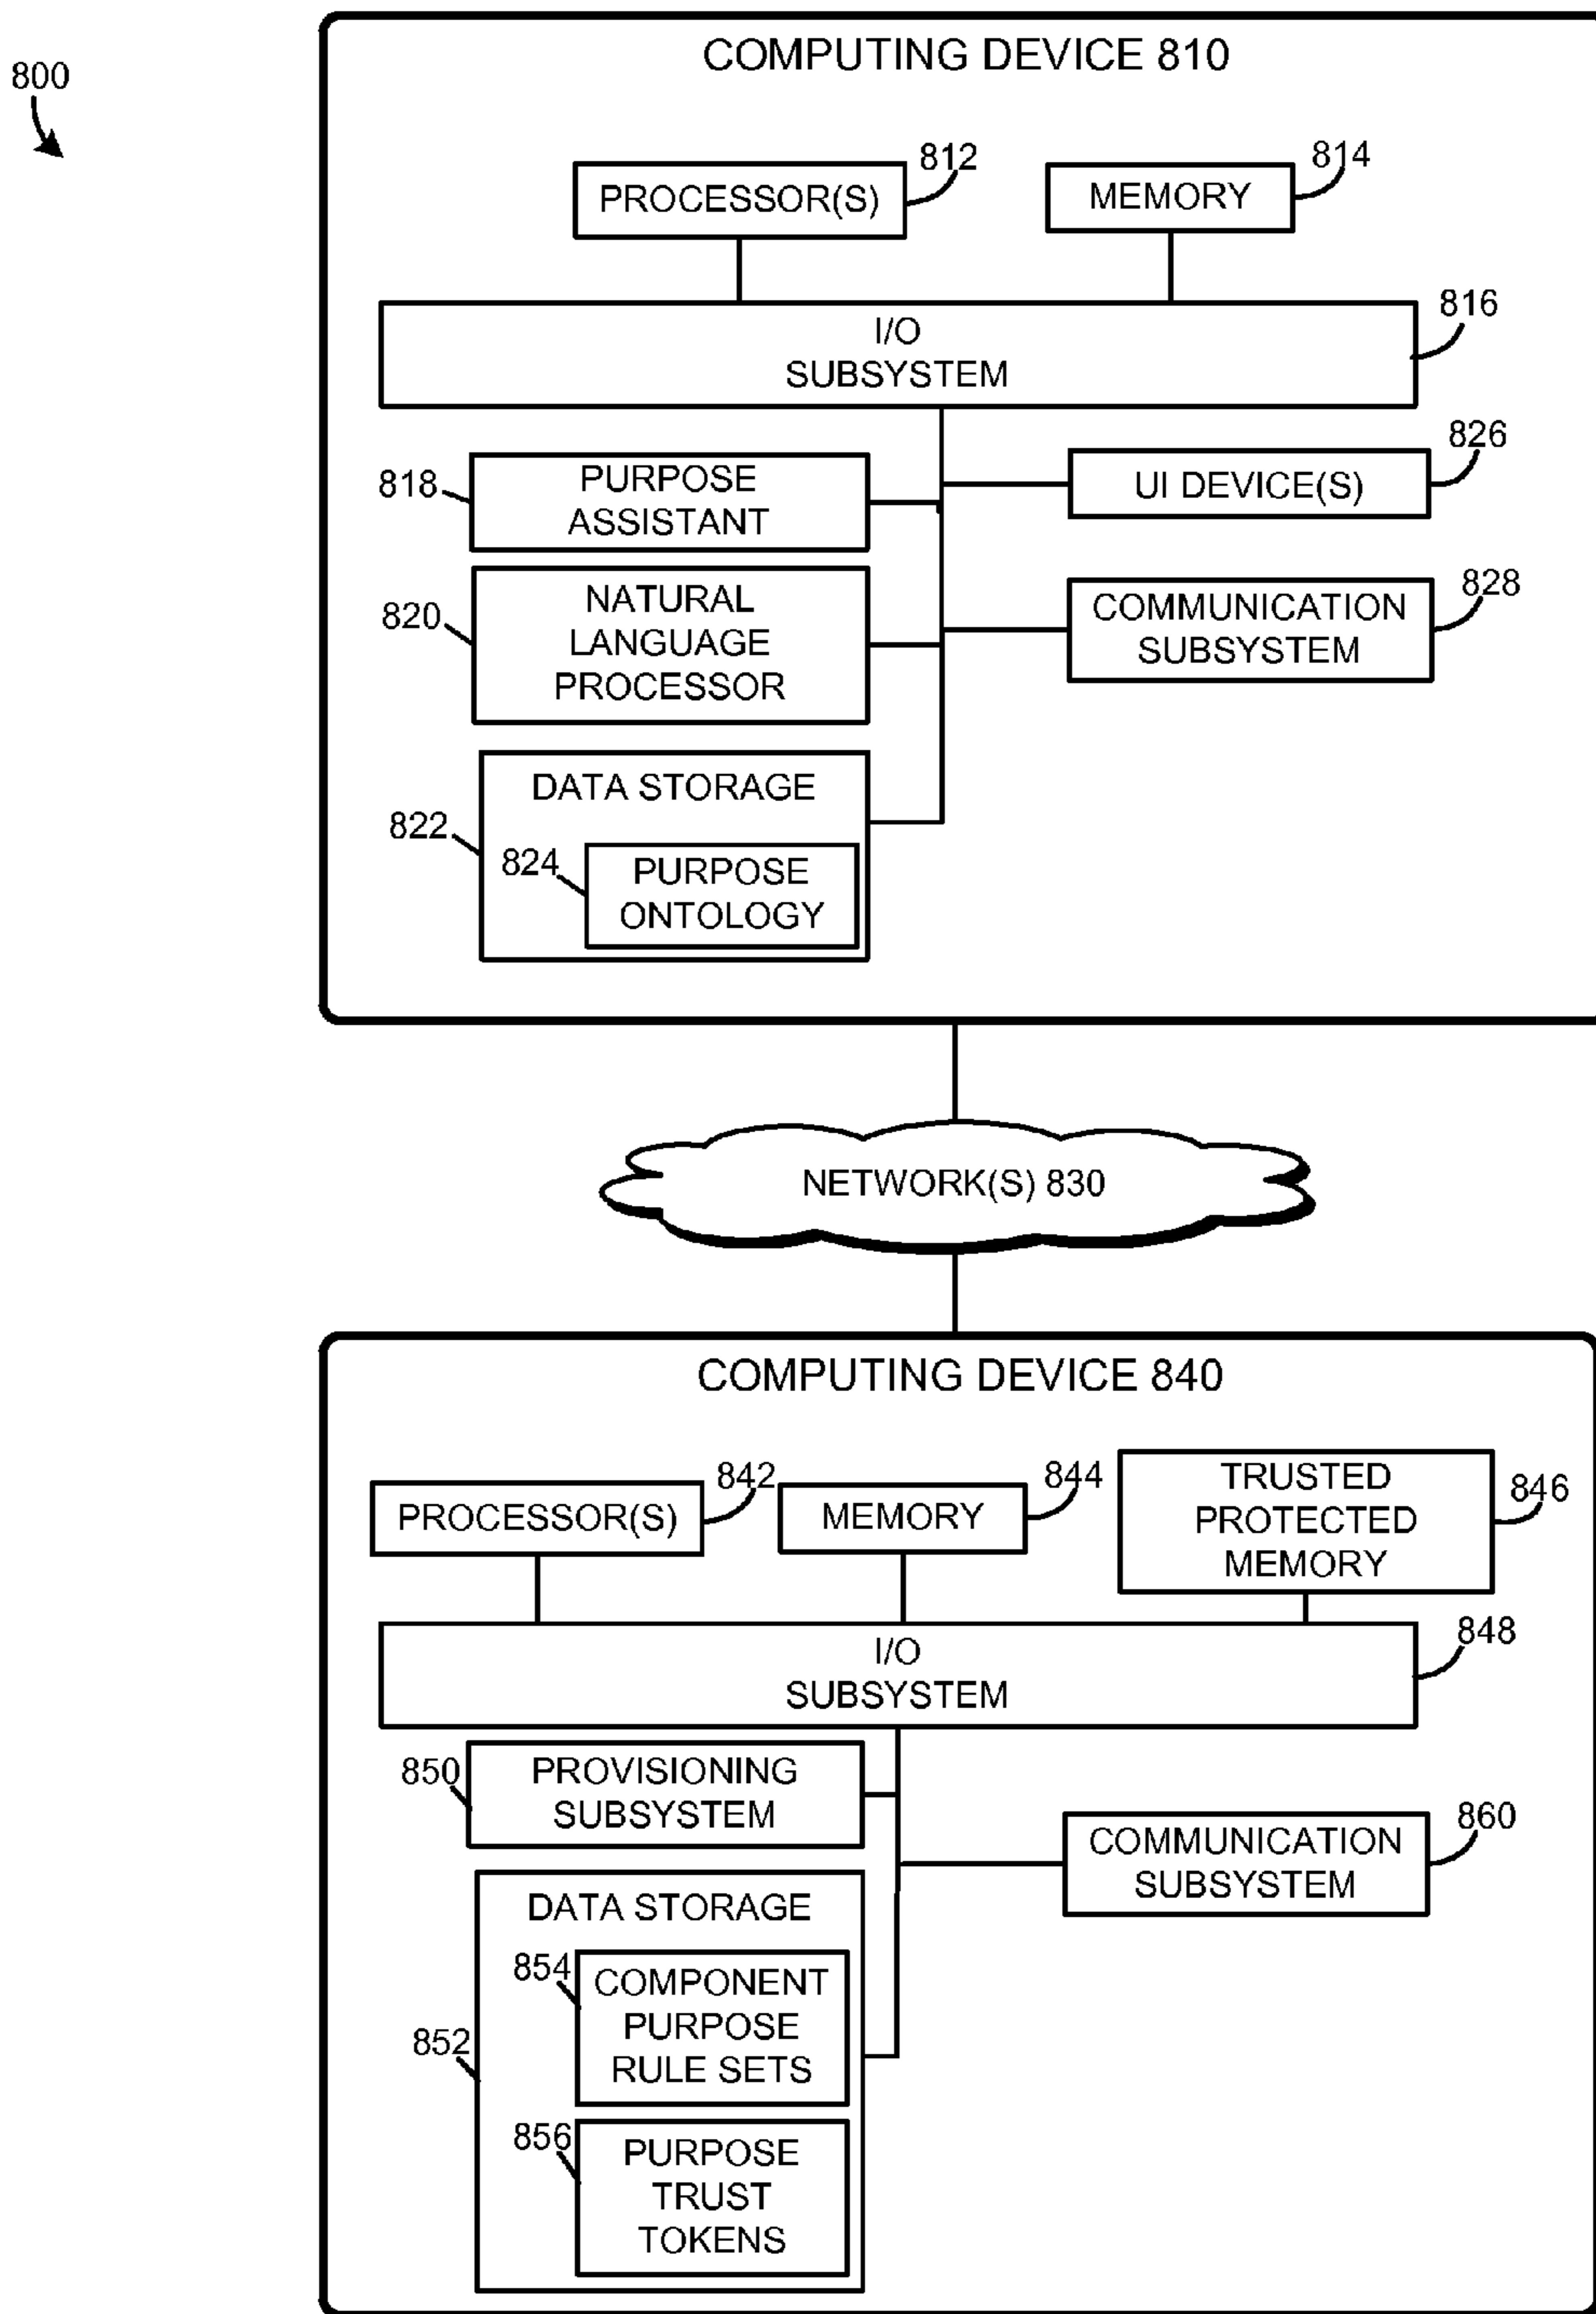 800
COMPUTING DEVICE 810
812
814
PROCESSOR(S)
MEMORY
816
I/O
SUBSYSTEM
826
818
PURPOSE
ASSISTANT
UI DEVICE(S)
828
820
NATURAL
LANGUAGE
PROCESSOR
COMMUNICATION
SUBSYSTEM
DATA STORAGE
822
824
PURPOSE
ONTOLOGY
NETWORK(S) 830
COMPUTING DEVICE 840
842
844
846
PROCESSOR(S)
MEMORY
TRUSTED
PROTECTED
MEMORY
848
I/O
SUBSYSTEM
850
PROVISIONING
SUBSYSTEM
860
COMMUNICATION
SUBSYSTEM
DATA STORAGE
852
854
COMPONENT
PURPOSE
RULE SETS
856
PURPOSE
TRUST
TOKENS